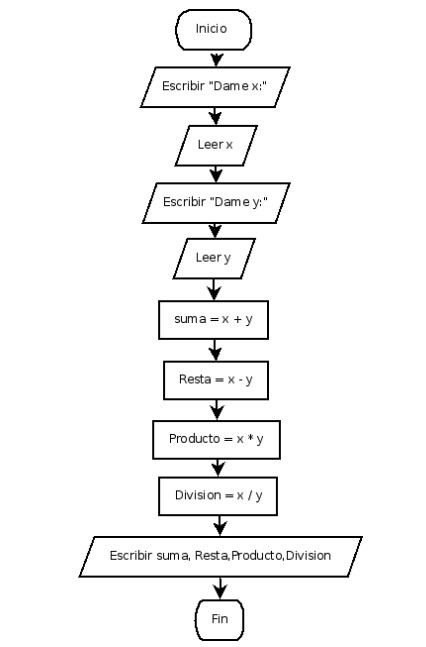 Inicio
Escribir "Dame x:"
Leer x
Escribir "Dame y:"
Leer y
suma = x + y
Resta = x - y
Producto = x * y
Division = x / y
Escribir suma, Resta,Producto,Division
Fin